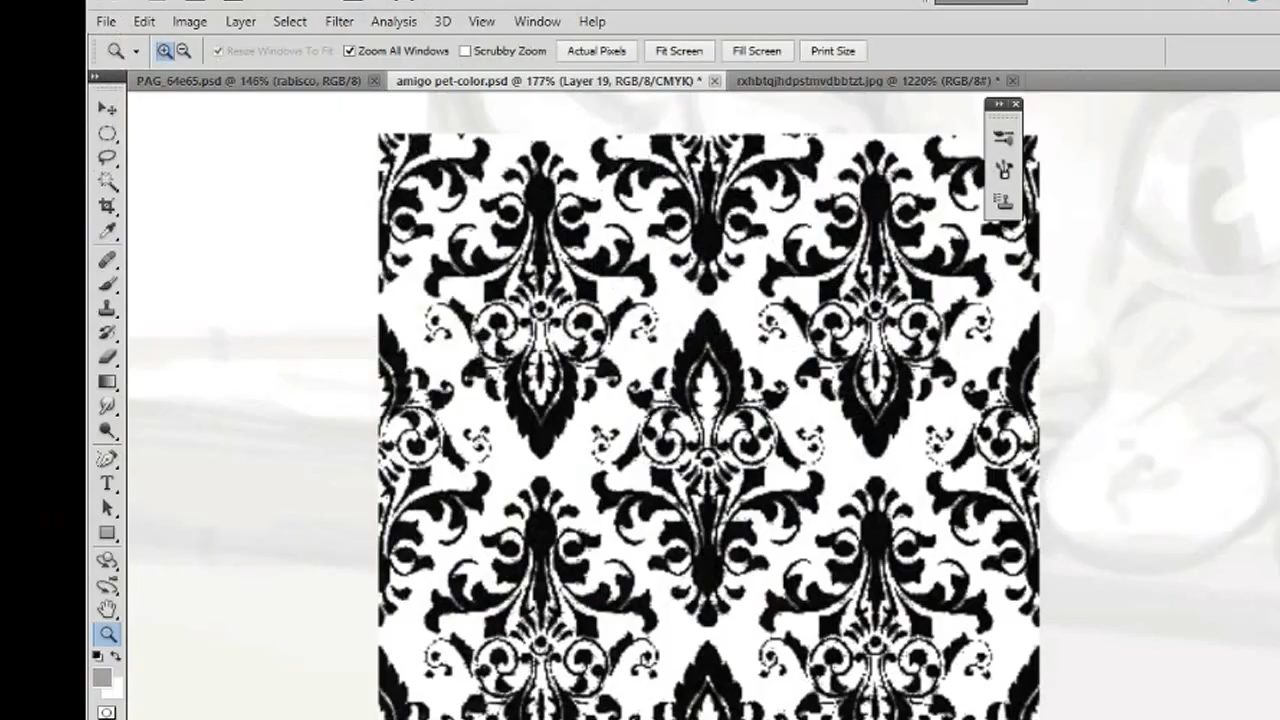 File Edit Image Layer Select Filter Analysis 3D View Window Help
Resize Windows To Fit Zoom All Windows Scrubby Zoom Actual Pixels Fit Screen Fill Screen Print Size
PAG_64e65.psd @ 146% (rabisco, RGB/8) amigo pet-color.psd @ 177% (Layer 19, RGB/8/CMYK) * rxhbtqjhdpstmvdbbtzt.jpg @ 1220% (RGB/8#) *